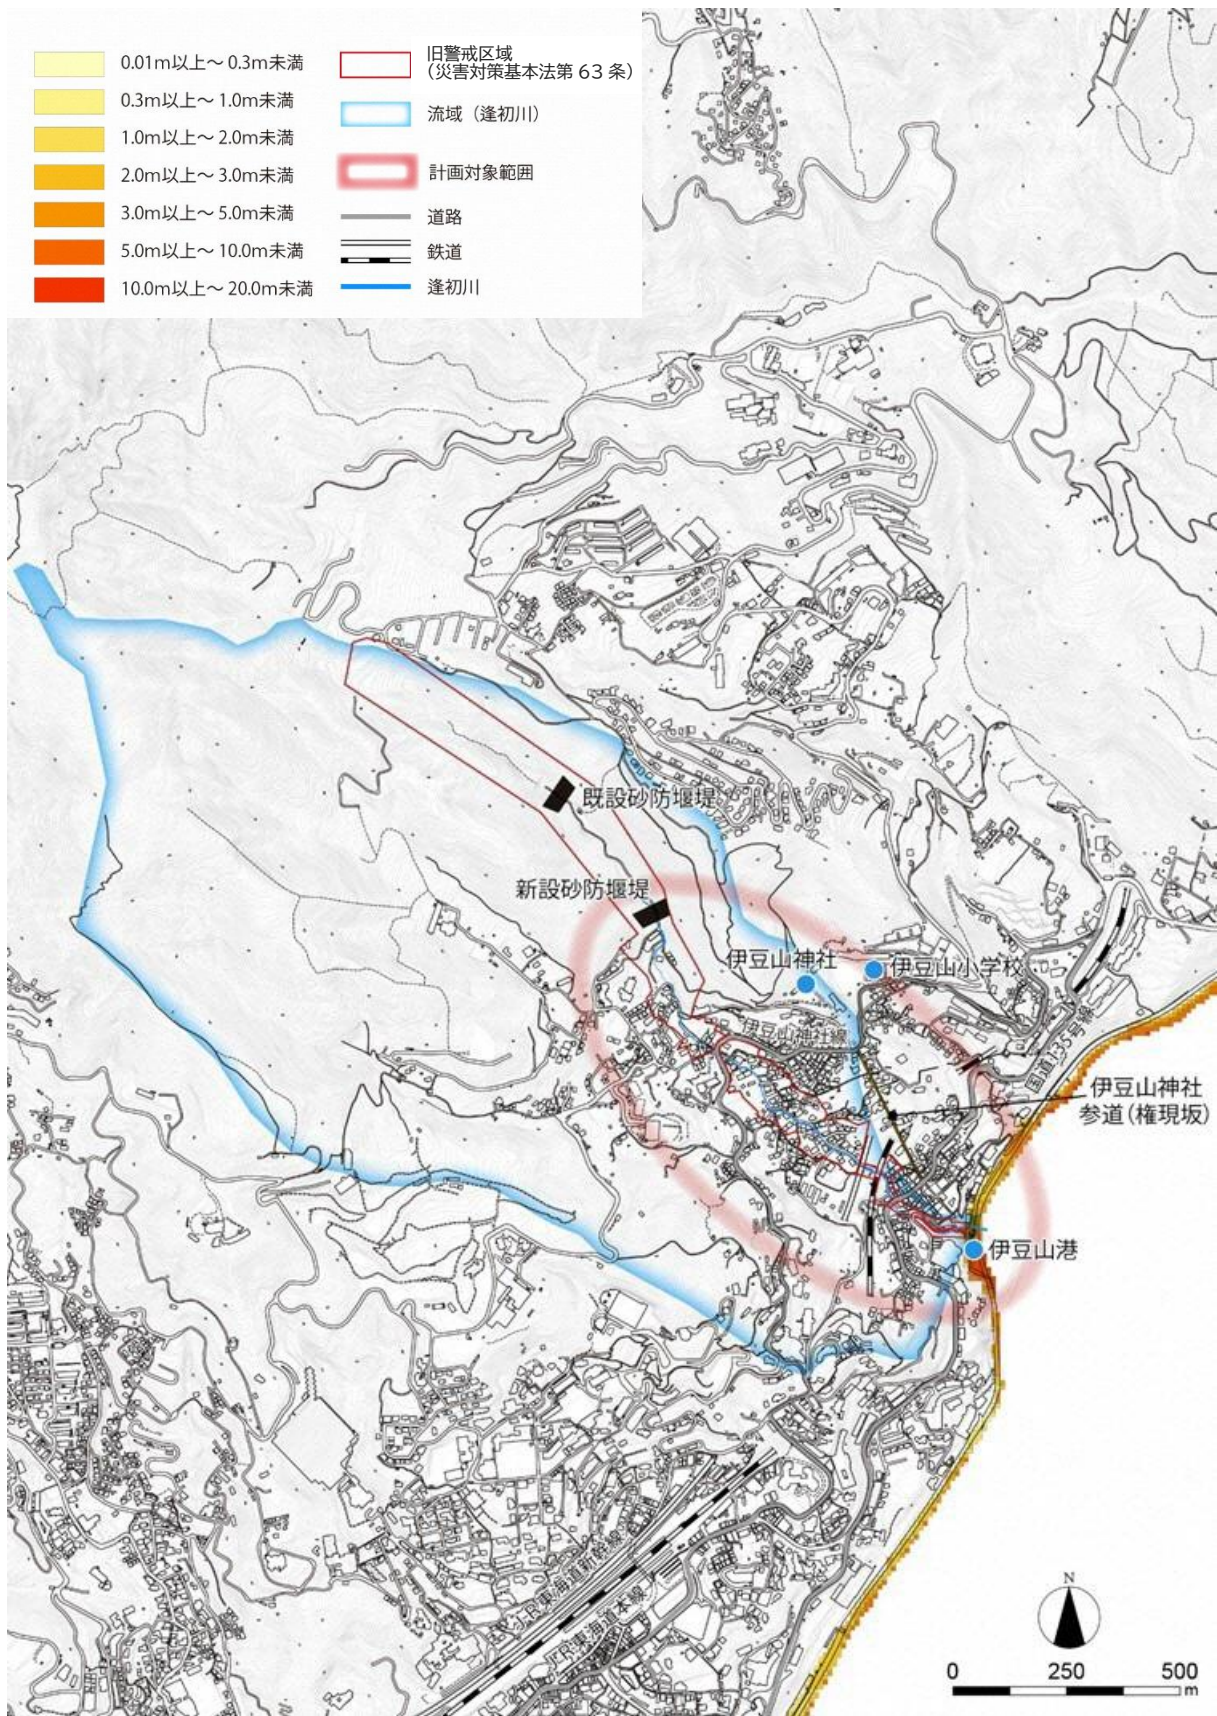 0.01m以上～0.3m未満
0.3m以上～1.0m未満
1.0m以上～2.0m未満
2.0m以上～3.0m未満
3.0m以上～5.0m未満
5.0m以上～10.0m未満
10.0m以上～20.0m未満
旧警戒区域
（災害対策基本法第63条）
流域（逢初川）
計画対象範囲
道路
鉄道
逢初川
既設砂防堰堤
新設砂防堰堤
伊豆山神社
伊豆山小学校
伊豆山神社線
国道135号線
伊豆山神社
参道(権現坂)
伊豆山港
JR東海道新幹線
JR東海道本線
N
0 250 500
m